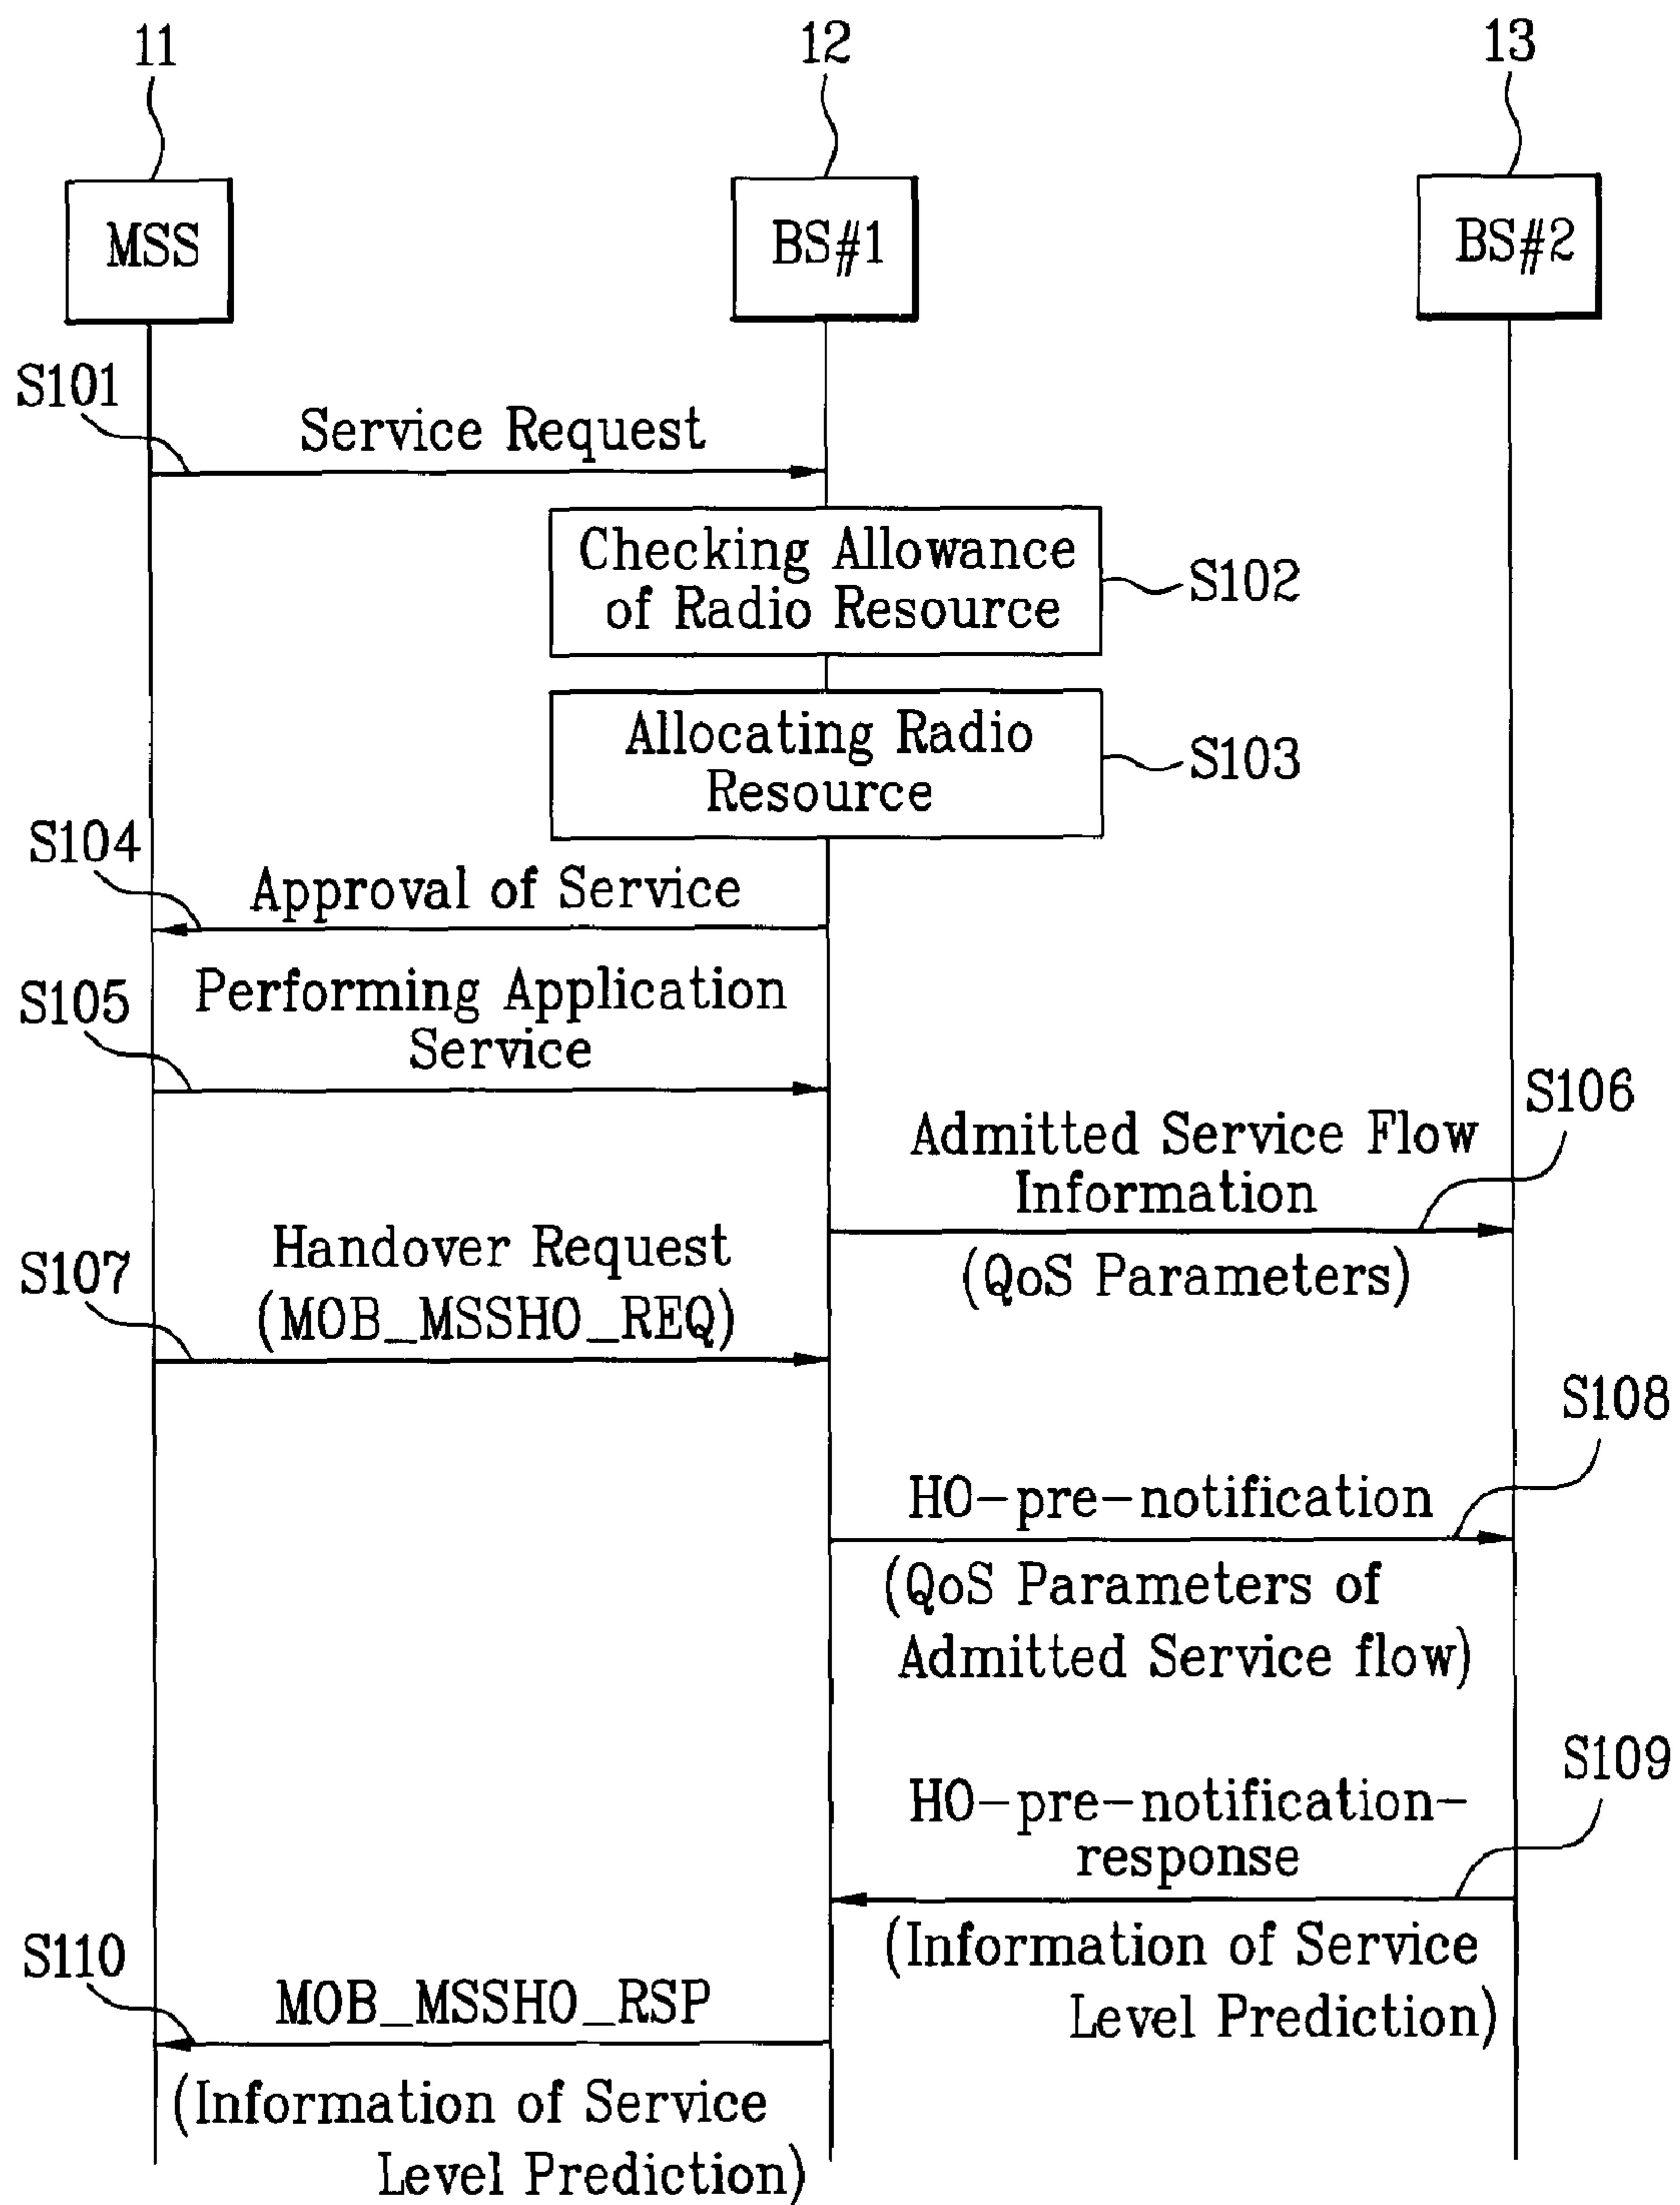 11
12
13
MSS
BS#1
BS#2
S101
Service Request
Checking Allowance
of Radio Resource
S102
Allocating Radio
Resource
S103
S104
Approval of Service
S105
Performing Application
Service
S106
Admitted Service Flow
Information
(QoS Parameters)
S107
Handover Request
(MOB_MSSHO_REQ)
S108
HO-pre-notification
(QoS Parameters of
Admitted Service flow)
S109
HO-pre-notification-
response
(Information of Service
Level Prediction)
S110
MOB_MSSHO_RSP
(Information of Service
Level Prediction)